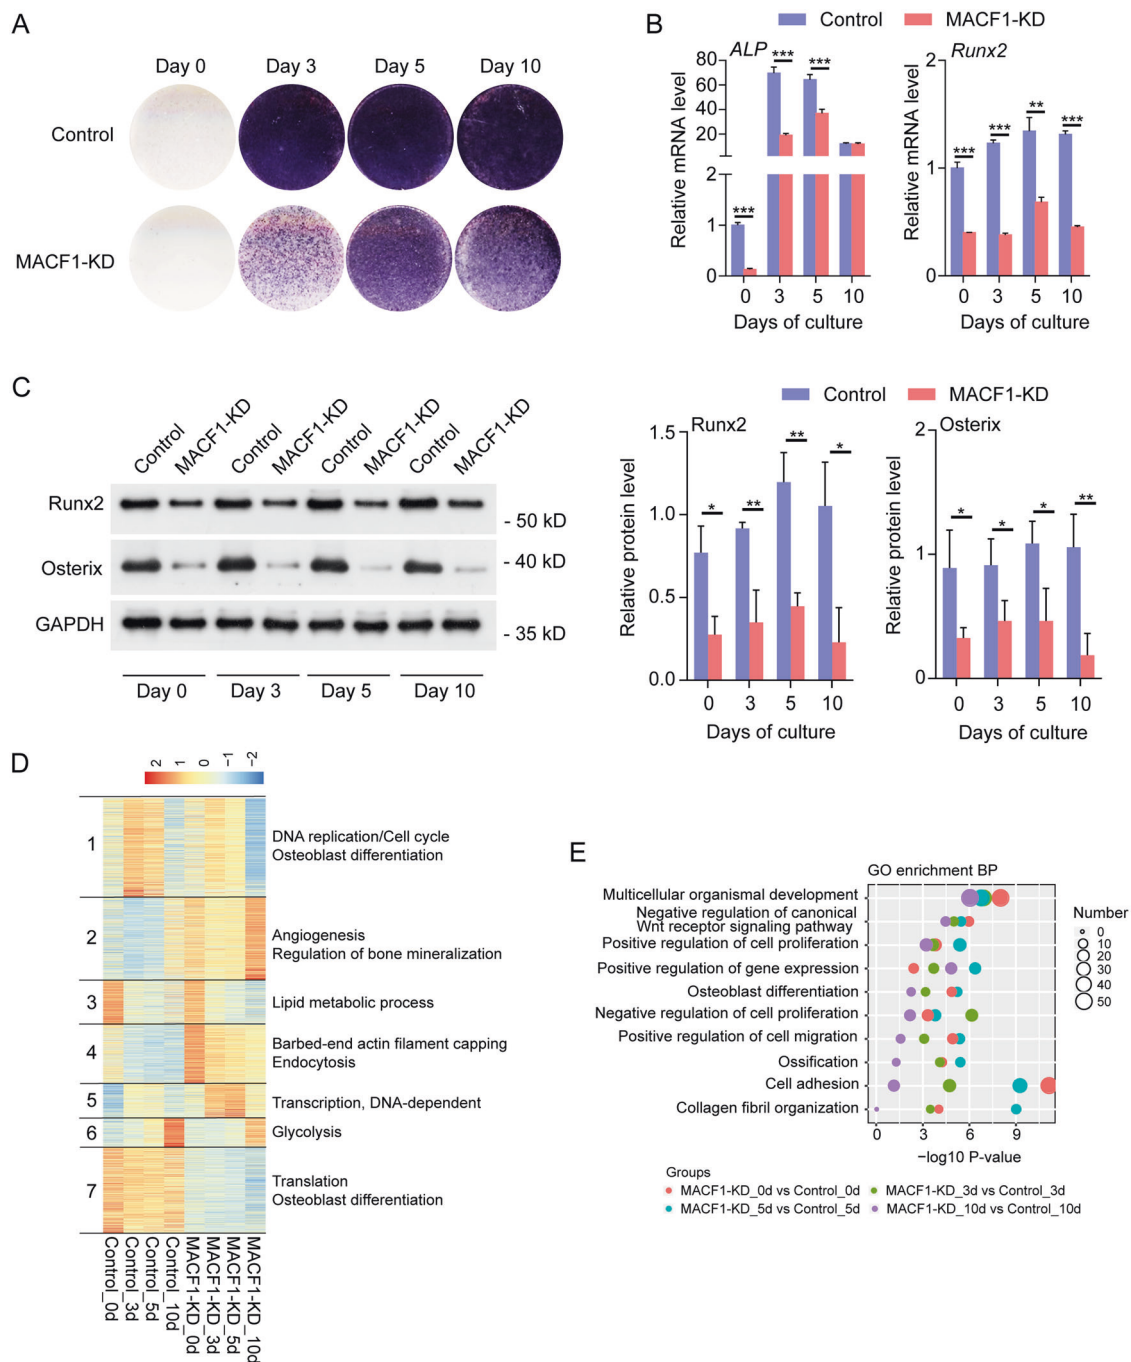 A
Day 0 Day 3 Day 5 Day 10
Control
MACF1-KD
B
Control MACF1-KD
ALP
Relative mRNA level
80
60
40
20
2
1
0
*** *** ***
0 3 5 10
Days of culture
Runx2
Relative mRNA level
2
1
0
*** *** ** ***
0 3 5 10
Days of culture
C
Control MACF1-KD Control MACF1-KD Control MACF1-KD Control MACF1-KD
Runx2
- 50 kD
Osterix
- 40 kD
GAPDH
- 35 kD
Day 0 Day 3 Day 5 Day 10
Control MACF1-KD
Runx2
Relative protein level
1.5
1.0
0.5
0.0
* ** ** *
0 3 5 10
Days of culture
Osterix
Relative protein level
2
1
0
* * * **
0 3 5 10
Days of culture
D
2 1 0 -1 -2
1
DNA replication/Cell cycle
Osteoblast differentiation
2
Angiogenesis
Regulation of bone mineralization
3
Lipid metabolic process
4
Barbed-end actin filament capping
Endocytosis
5
Transcription, DNA-dependent
6
Glycolysis
7
Translation
Osteoblast differentiation
Control_0d
Control_3d
Control_5d
Control_10d
MACF1-KD_0d
MACF1-KD_3d
MACF1-KD_5d
MACF1-KD_10d
E
GO enrichment BP
Multicellular organismal development
Negative regulation of canonical
Wnt receptor signaling pathway
Positive regulation of cell proliferation
Positive regulation of gene expression
Osteoblast differentiation
Negative regulation of cell proliferation
Positive regulation of cell migration
Ossification
Cell adhesion
Collagen fibril organization
0 3 6 9
−log10 P-value
Number
0
10
20
30
40
50
Groups
MACF1-KD_0d vs Control_0d MACF1-KD_3d vs Control_3d
MACF1-KD_5d vs Control_5d MACF1-KD_10d vs Control_10d